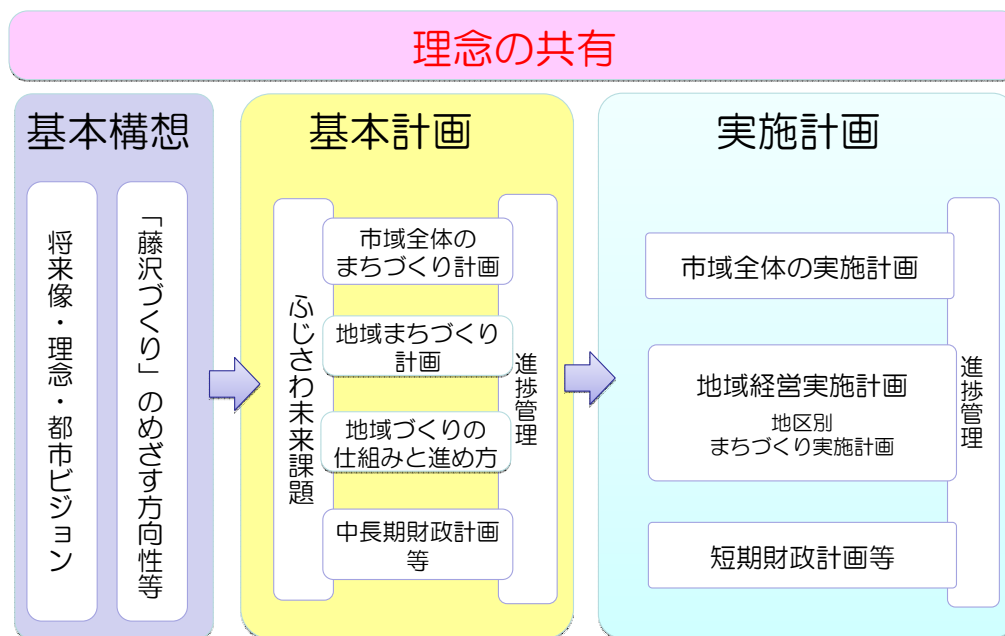 理念の共有
基本構想
将来像・理念・都市ビジョン
「藤沢づくり」のめざす方向性等
基本計画
ふじさわ未来課題
市域全体の
まちづくり計画
地域まちづくり
計画
地域づくりの
仕組みと進め方
中長期財政計画
等
進捗管理
実施計画
市域全体の実施計画
地域経営実施計画
地区別
まちづくり実施計画
短期財政計画等
進捗管理